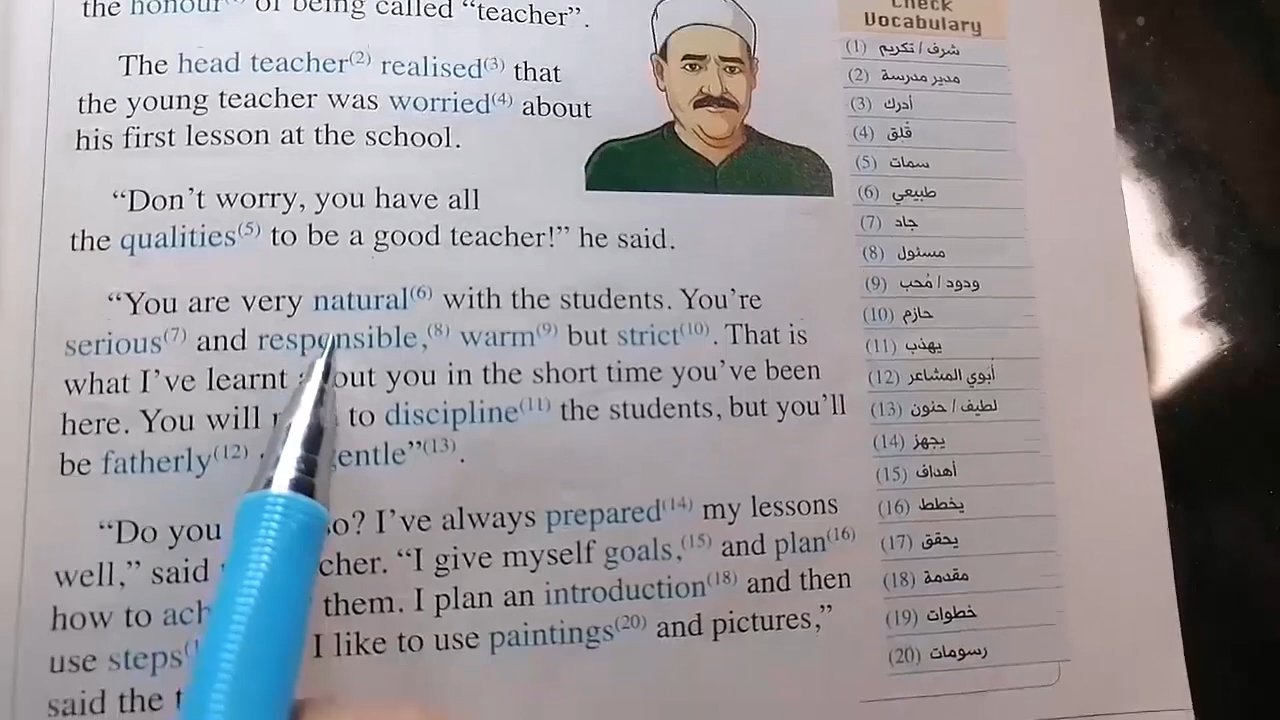 the honour of being called “teacher”.
The head teacher(2) realised(3) that
the young teacher was worried(4) about
his first lesson at the school.
“Don't worry, you have all
the qualities(5) to be a good teacher!” he said.
“You are very natural(6) with the students. You're
serious(7) and responsible,(8) warm(9) but strict(10). That is
what I've learnt about you in the short time you've been
here. You will to discipline(11) the students, but you'll
be fatherly(12) entle”(13).
“Do you so? I've always prepared(14) my lessons
well,” said cher. “I give myself goals,(15) and plan(16)
how to ach them. I plan an introduction(18) and then
use steps( I like to use paintings(20) and pictures,”
said the t
Check
Vocabulary
(1) شرف / تكريم
(2) مدير مدرسة
(3) أدرك
(4) قَلِق
(5) سمات
(6) طبيعي
(7) جاد
(8) مسئول
(9) ودود / مُحب
(10) حازم
(11) يهذب
(12) أبوي المشاعر
(13) لطيف / حنون
(14) يجهز
(15) أهداف
(16) يخطط
(17) يحقق
(18) مقدمة
(19) خطوات
(20) رسومات